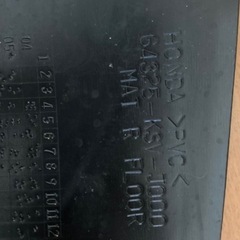 HONDA >PVC<
64325-KSV-J000
MAT B FLOOR
1 2 3 4 5 6 7 8 9 10 11 12